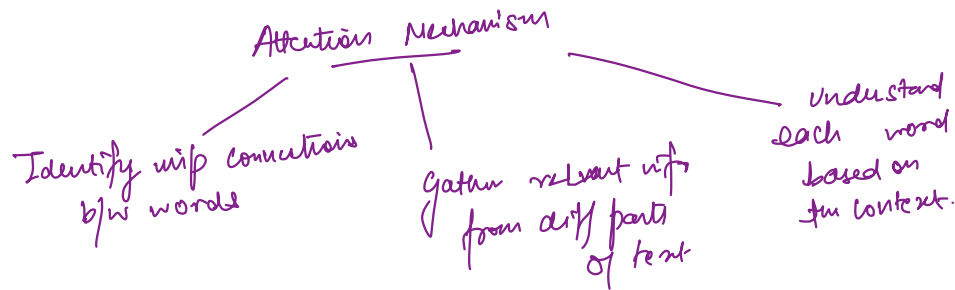 Attention Mechanism
Identify imp connections
b/w words
Gather relevant info
from diff parts
of text
Understand
each word
based on
the context.